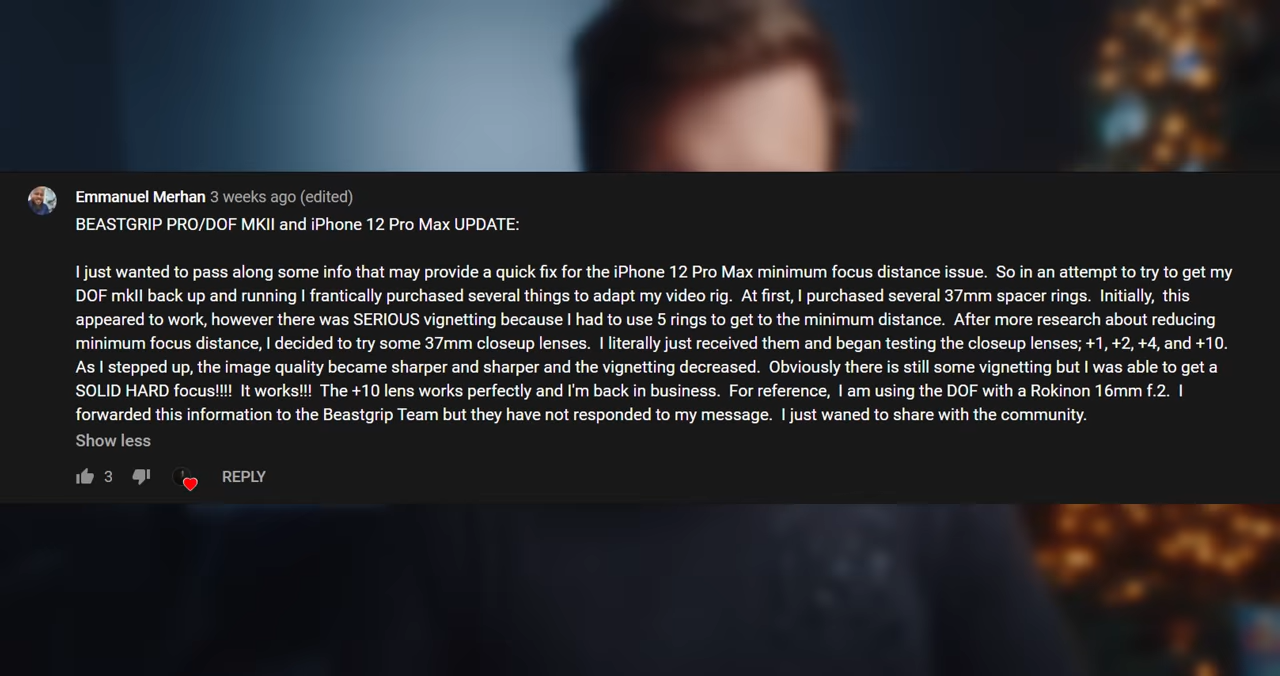 Emmanuel Merhan 3 weeks ago (edited)
BEASTGRIP PRO/DOF MKII and iPhone 12 Pro Max UPDATE:
I just wanted to pass along some info that may provide a quick fix for the iPhone 12 Pro Max minimum focus distance issue.  So in an attempt to try to get my
DOF mkII back up and running I frantically purchased several things to adapt my video rig.  At first, I purchased several 37mm spacer rings.  Initially,  this
appeared to work, however there was SERIOUS vignetting because I had to use 5 rings to get to the minimum distance.  After more research about reducing
minimum focus distance, I decided to try some 37mm closeup lenses.  I literally just received them and began testing the closeup lenses; +1, +2, +4, and +10.
As I stepped up, the image quality became sharper and sharper and the vignetting decreased.  Obviously there is still some vignetting but I was able to get a
SOLID HARD focus!!!!  It works!!!  The +10 lens works perfectly and I'm back in business.  For reference,  I am using the DOF with a Rokinon 16mm f.2.  I
forwarded this information to the Beastgrip Team but they have not responded to my message.  I just waned to share with the community.
Show less
3 REPLY